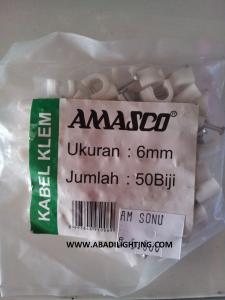 KABEL KLEM
AMASCO
Ukuran : 6mm
Jumlah : 50Biji
AM SONU
WWW.ABADILIGHTING.COM